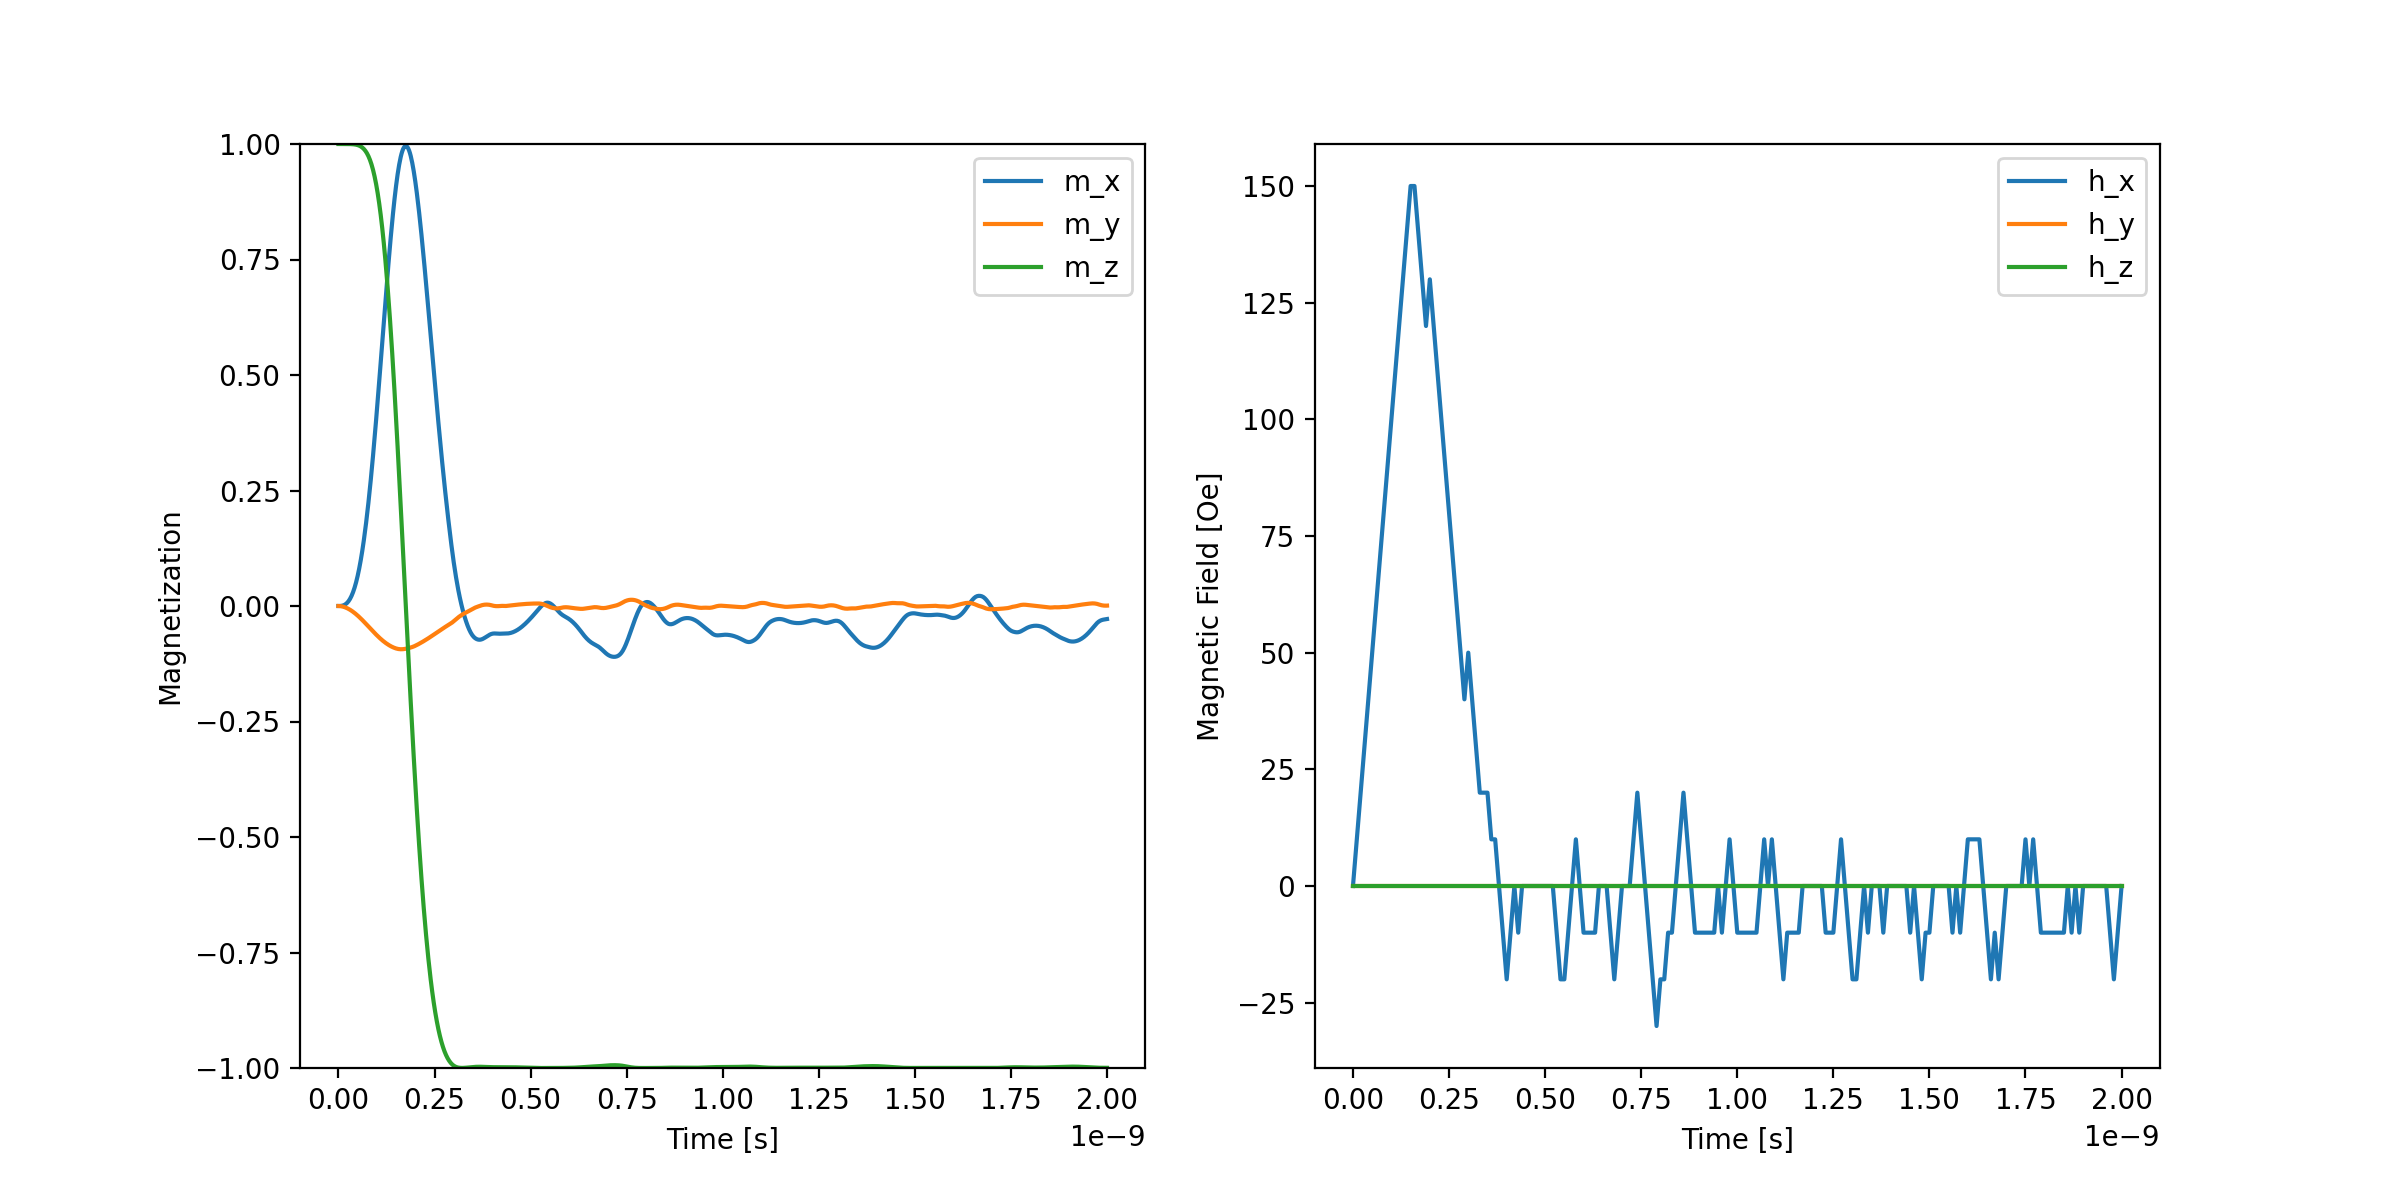 1.00
0.75
0.50
0.25
0.00
−0.25
−0.50
−0.75
−1.00
Magnetization
0.00 0.25 0.50 0.75 1.00 1.25 1.50 1.75 2.00
1e−9
Time [s]
m_x
m_y
m_z
150
125
100
75
50
25
0
−25
Magnetic Field [Oe]
0.00 0.25 0.50 0.75 1.00 1.25 1.50 1.75 2.00
1e−9
Time [s]
h_x
h_y
h_z